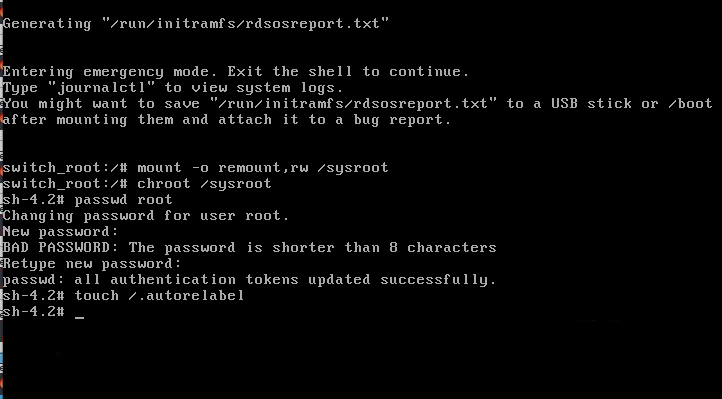 Generating "/run/initramfs/rdsosreport.txt"
Entering emergency mode. Exit the shell to continue.
Type "journalctl" to view system logs.
You might want to save "/run/initramfs/rdsosreport.txt" to a USB stick or /boot
after mounting them and attach it to a bug report.
switch_root:/# mount -o remount,rw /sysroot
switch_root:/# chroot /sysroot
sh-4.2# passwd root
Changing password for user root.
New password:
BAD PASSWORD: The password is shorter than 8 characters
Retype new password:
passwd: all authentication tokens updated successfully.
sh-4.2# touch /.autorelabel
sh-4.2# _